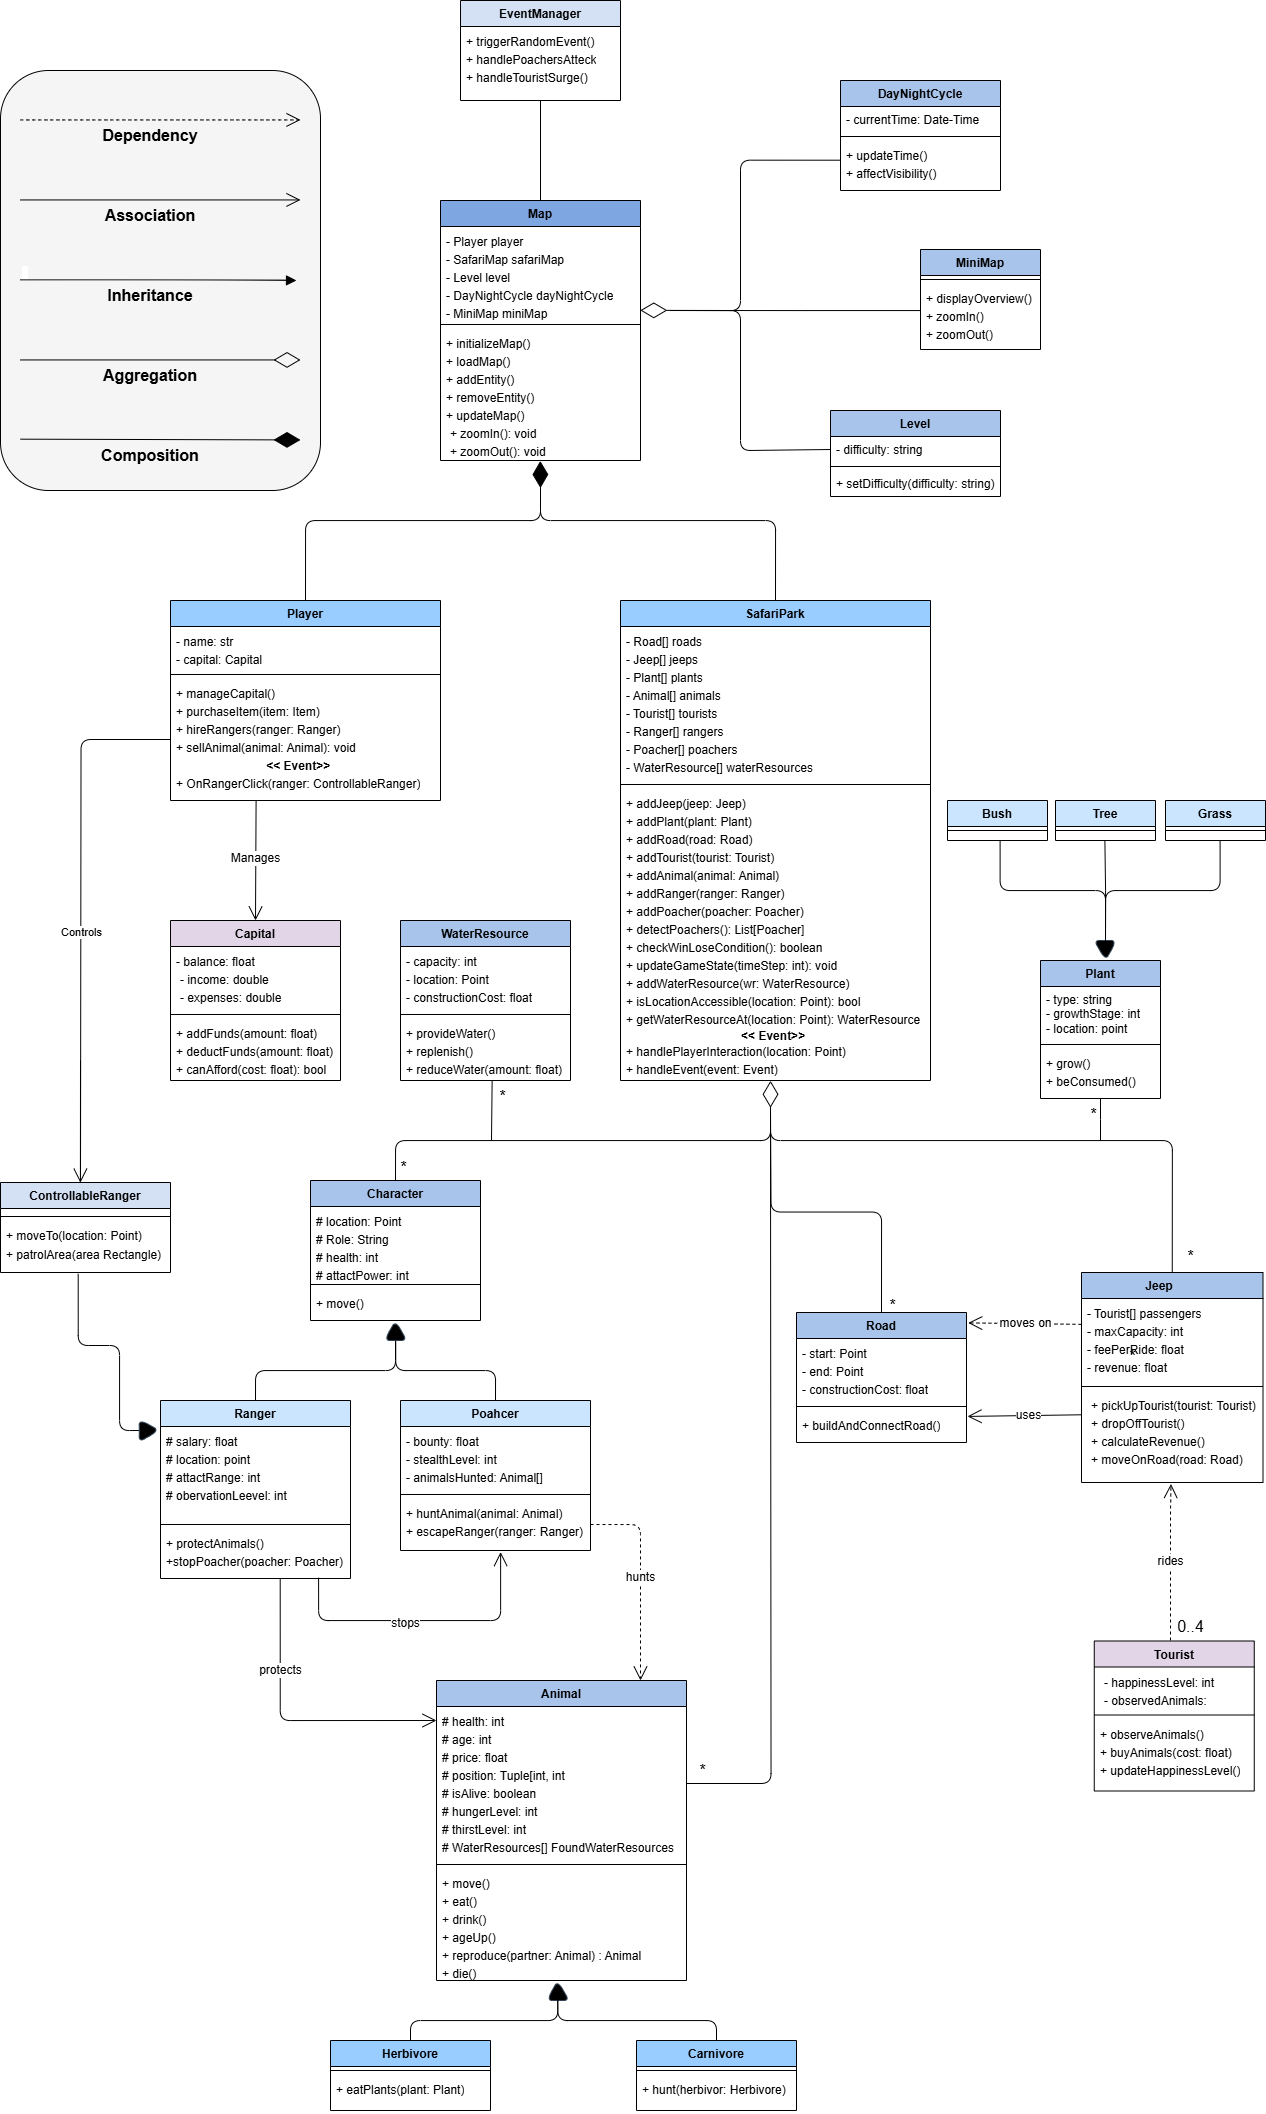 EventManager
+ triggerRandomEvent()
+ handlePoachersAtteck
+ handleTouristSurge()
Dependency
Association
Inheritance
Aggregation
Composition
DayNightCycle
- currentTime: Date-Time
+ updateTime()
+ affectVisibility()
Map
- Player player
- SafariMap safariMap
- Level level
- DayNightCycle dayNightCycle
- MiniMap miniMap
+ initializeMap()
+ loadMap()
+ addEntity()
+ removeEntity()
+ updateMap()
+ zoomIn(): void
+ zoomOut(): void
MiniMap
+ displayOverview()
+ zoomIn()
+ zoomOut()
Level
- difficulty: string
+ setDifficulty(difficulty: string)
Player
- name: str
- capital: Capital
+ manageCapital()
+ purchaseItem(item: Item)
+ hireRangers(ranger: Ranger)
+ sellAnimal(animal: Animal): void
<< Event>>
+ OnRangerClick(ranger: ControllableRanger)
SafariPark
- Road[] roads
- Jeep[] jeeps
- Plant[] plants
- Animal[] animals
- Tourist[] tourists
- Ranger[] rangers
- Poacher[] poachers
- WaterResource[] waterResources
+ addJeep(jeep: Jeep)
+ addPlant(plant: Plant)
+ addRoad(road: Road)
+ addTourist(tourist: Tourist)
+ addAnimal(animal: Animal)
+ addRanger(ranger: Ranger)
+ addPoacher(poacher: Poacher)
+ detectPoachers(): List[Poacher]
+ checkWinLoseCondition(): boolean
+ updateGameState(timeStep: int): void
+ addWaterResource(wr: WaterResource)
+ isLocationAccessible(location: Point): bool
+ getWaterResourceAt(location: Point): WaterResource
<< Event>>
+ handlePlayerInteraction(location: Point)
+ handleEvent(event: Event)
Bush
Tree
Grass
Manages
Controls
Capital
- balance: float
- income: double
- expenses: double
+ addFunds(amount: float)
+ deductFunds(amount: float)
+ canAfford(cost: float): bool
WaterResource
- capacity: int
- location: Point
- constructionCost: float
+ provideWater()
+ replenish()
+ reduceWater(amount: float)
*
Plant
- type: string
- growthStage: int
- location: point
+ grow()
+ beConsumed()
*
*
ControllableRanger
+ moveTo(location: Point)
+ patrolArea(area Rectangle)
Character
# location: Point
# Role: String
# health: int
# attactPower: int
+ move()
*
Jeep
- Tourist[] passengers
- maxCapacity: int
- feePerRide: float
- revenue: float
+ pickUpTourist(tourist: Tourist)
+ dropOffTourist()
+ calculateRevenue()
+ moveOnRoad(road: Road)
*
Road
- start: Point
- end: Point
- constructionCost: float
+ buildAndConnectRoad()
moves on
uses
Ranger
# salary: float
# location: point
# attactRange: int
# obervationLeevel: int
+ protectAnimals()
+stopPoacher(poacher: Poacher)
Poahcer
- bounty: float
- stealthLevel: int
- animalsHunted: Animal[]
+ huntAnimal(animal: Animal)
+ escapeRanger(ranger: Ranger)
hunts
stops
protects
rides
0..4
Tourist
- happinessLevel: int
- observedAnimals:
+ observeAnimals()
+ buyAnimals(cost: float)
+ updateHappinessLevel()
Animal
# health: int
# age: int
# price: float
# position: Tuple[int, int
# isAlive: boolean
# hungerLevel: int
# thirstLevel: int
# WaterResources[] FoundWaterResources
+ move()
+ eat()
+ drink()
+ ageUp()
+ reproduce(partner: Animal) : Animal
+ die()
*
Herbivore
+ eatPlants(plant: Plant)
Carnivore
+ hunt(herbivor: Herbivore)